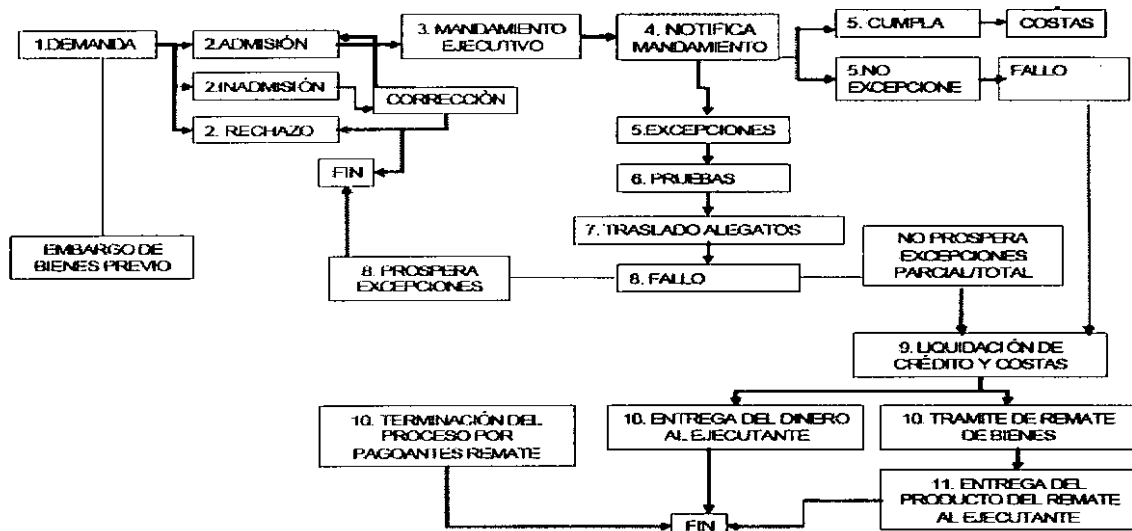 1.DEMANDA
2.ADMISIÓN
2.INADMISIÓN
2. RECHAZO
CORRECCIÓN
FIN
EMBARGO DE
BIENES PREVIO
3. MANDAMIENTO
EJECUTIVO
4. NOTIFICA
MANDAMIENTO
5. CUMPLA
COSTAS
5.NO
EXCEPCIONE
FALLO
5.EXCEPCIONES
6. PRUEBAS
7. TRASLADO ALEGATOS
8. FALLO
8. PROSPERA
EXCEPCIONES
NO PROSPERA
EXCEPCIONES
PARCIAL/TOTAL
9. LIQUIDACIÓN DE
CRÉDITO Y COSTAS
10. TERMINACIÓN DEL
PROCESO POR
PAGOANTES REMATE
10. ENTREGA DEL DINERO
AL EJECUTANTE
10. TRAMITE DE REMATE
DE BIENES
11. ENTREGA DEL
PRODUCTO DEL REMATE
AL EJECUTANTE
FIN